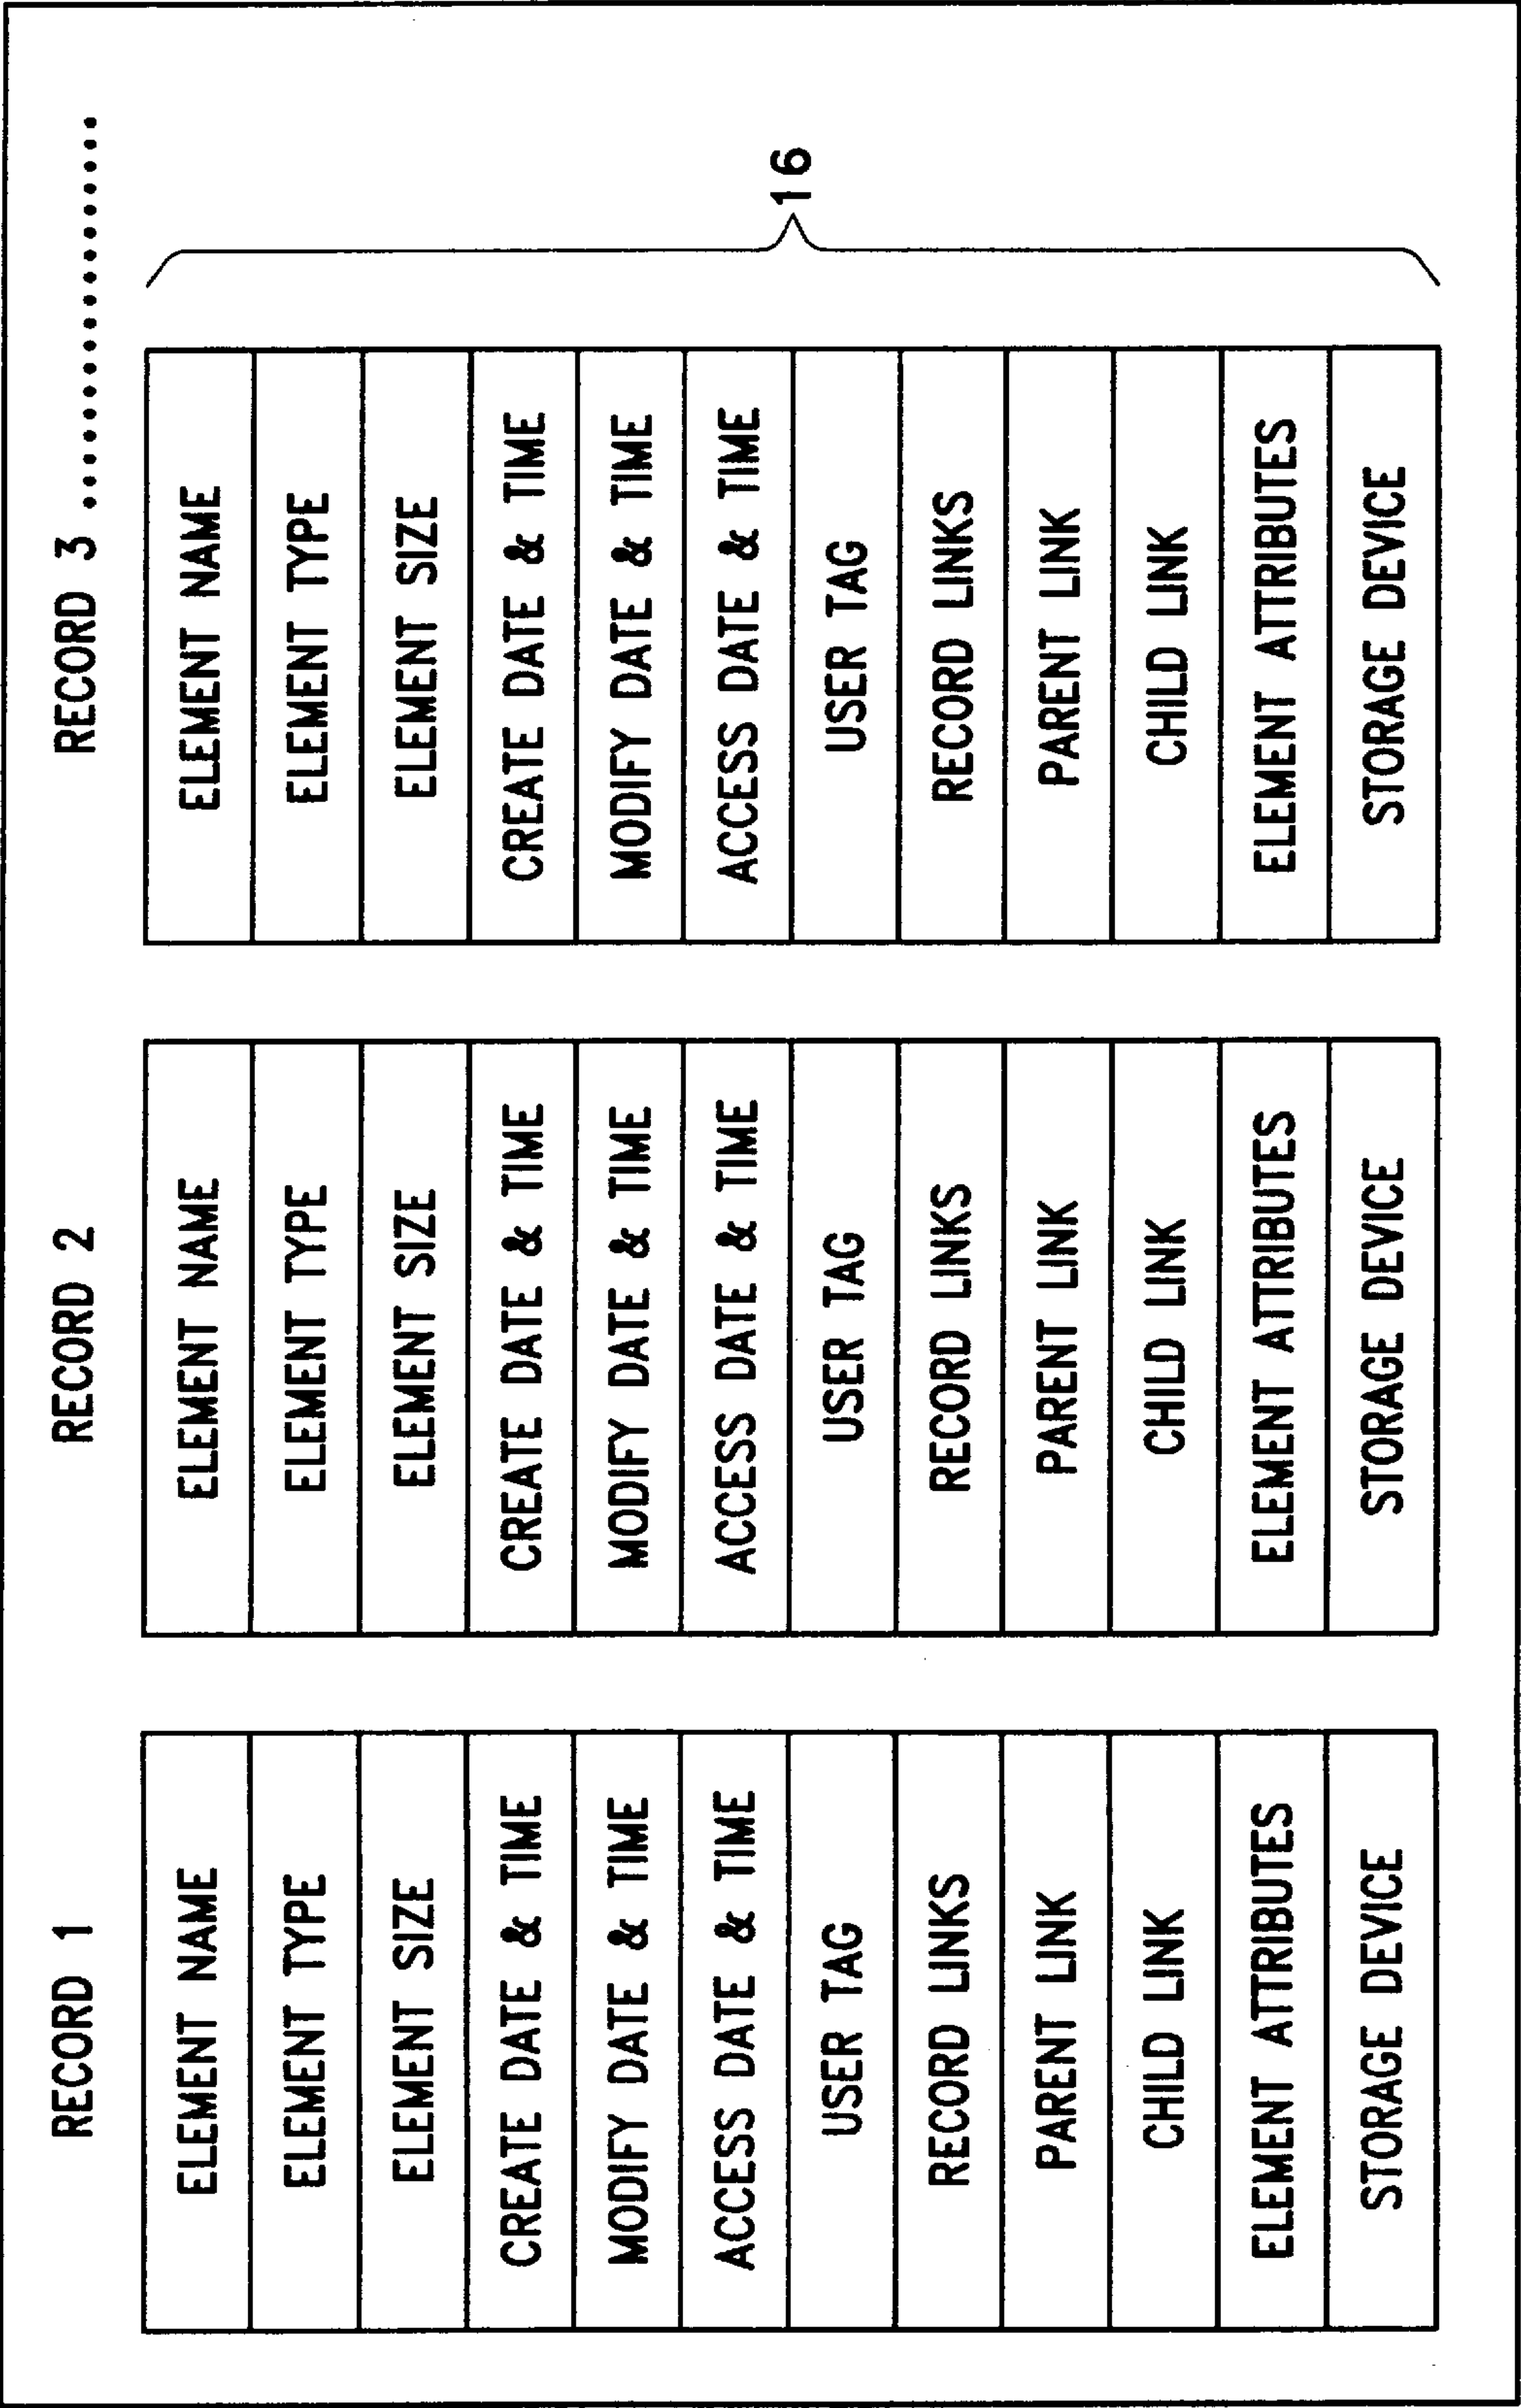 RECORD 1
ELEMENT NAME
ELEMENT TYPE
ELEMENT SIZE
CREATE DATE & TIME
MODIFY DATE & TIME
ACCESS DATE & TIME
USER TAG
RECORD LINKS
PARENT LINK
CHILD LINK
ELEMENT ATTRIBUTES
STORAGE DEVICE
RECORD 2
ELEMENT NAME
ELEMENT TYPE
ELEMENT SIZE
CREATE DATE & TIME
MODIFY DATE & TIME
ACCESS DATE & TIME
USER TAG
RECORD LINKS
PARENT LINK
CHILD LINK
ELEMENT ATTRIBUTES
STORAGE DEVICE
RECORD 3 ..................
ELEMENT NAME
ELEMENT TYPE
ELEMENT SIZE
CREATE DATE & TIME
MODIFY DATE & TIME
ACCESS DATE & TIME
USER TAG
RECORD LINKS
PARENT LINK
CHILD LINK
ELEMENT ATTRIBUTES
STORAGE DEVICE
16